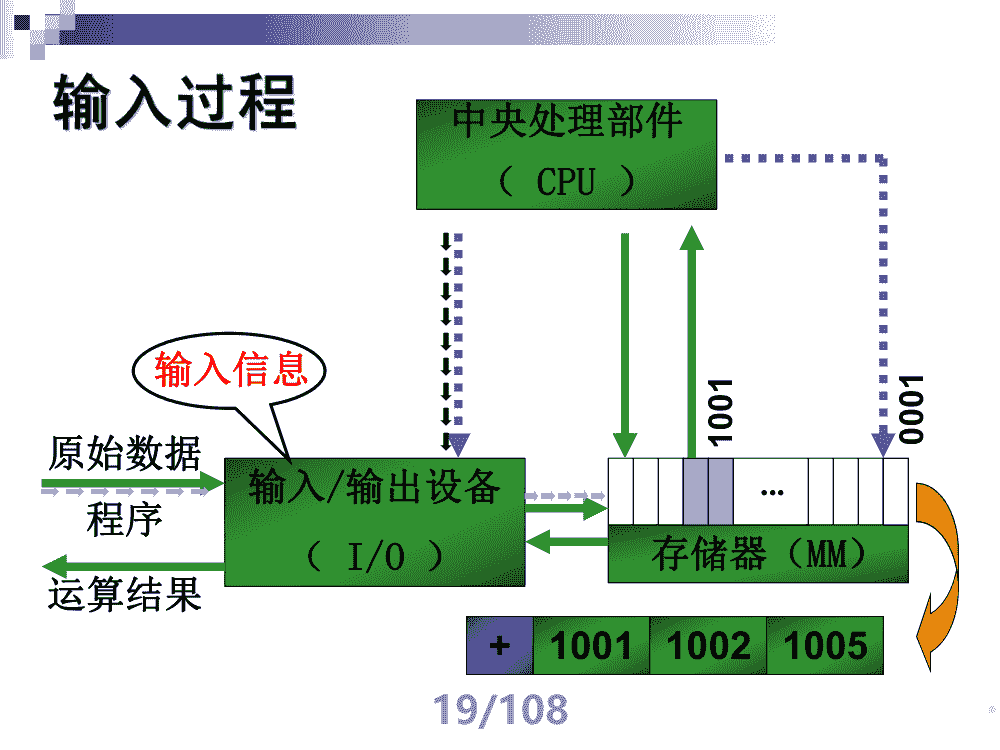 输入过程
中央处理部件
（ CPU ）
输入信息
1001
0001
原始数据
程序
运算结果
输入/输出设备
（ I/O ）
...
存储器（MM）
+ 1001 1002 1005
19/108